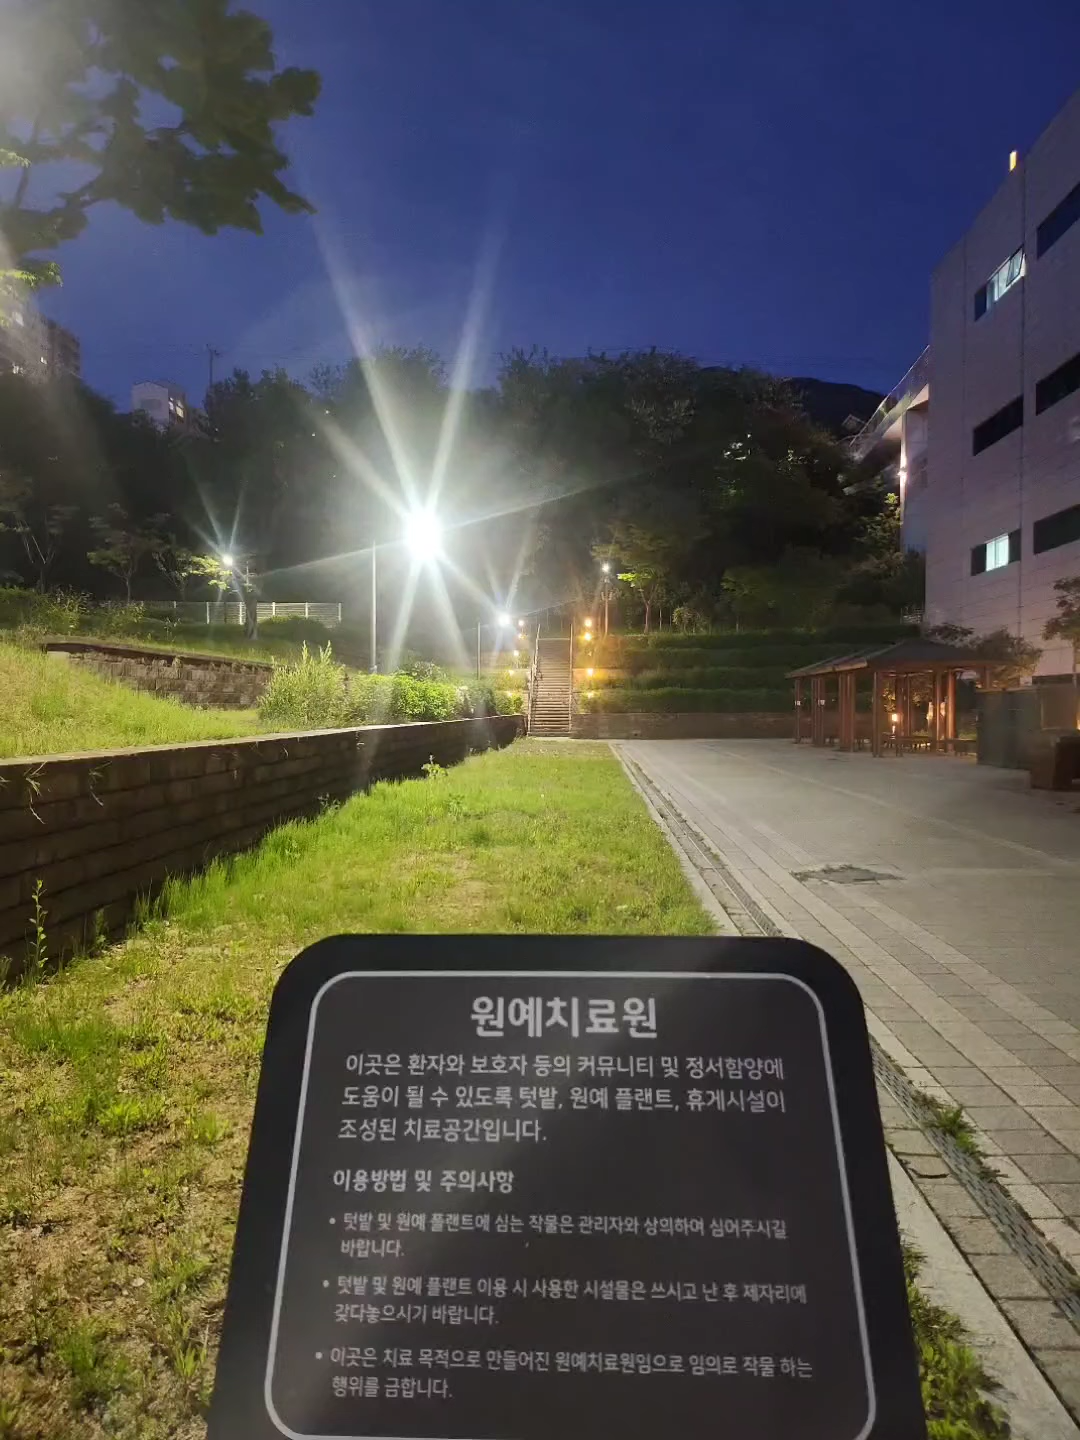 원예치료원
이곳은 환자와 보호자 등의 커뮤니티 및 정서함양에
도움이 될 수 있도록 텃밭, 원예 플랜트, 휴게시설이
조성된 치료공간입니다.
이용방법 및 주의사항
• 텃밭 및 원예 플랜트에 심는 작물은 관리자와 상의하여 심어주시길
바랍니다.
• 텃밭 및 원예 플랜트 이용 시 사용한 시설물은 쓰시고 난 후 제자리에
갖다놓으시기 바랍니다.
• 이곳은 치료 목적으로 만들어진 원예치료원임으로 임의로 작물 하는
행위를 금합니다.